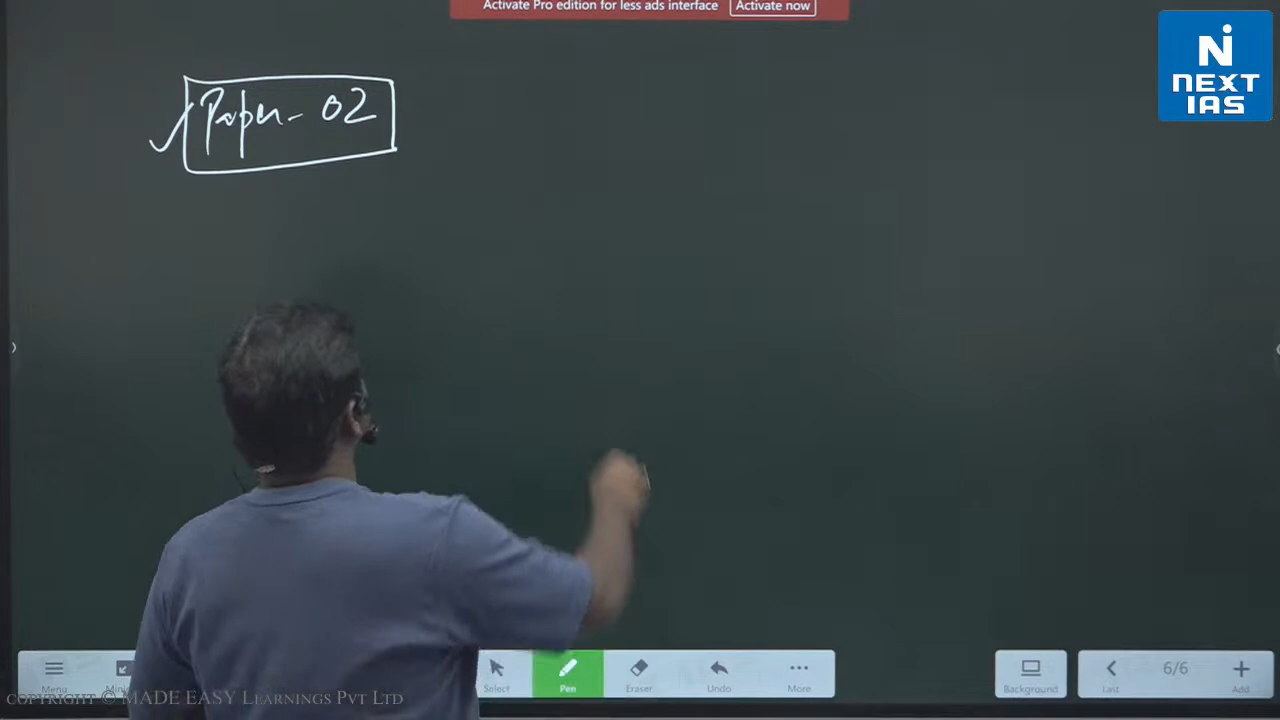 Activate Pro edition for less ads interface Activate now
NEXT
IAS
Paper - 02
Menu
Select Pen Eraser Undo More
Background
Last 6/6 Add
COPYRIGHT © MADE EASY LEARNINGS PVT LTD